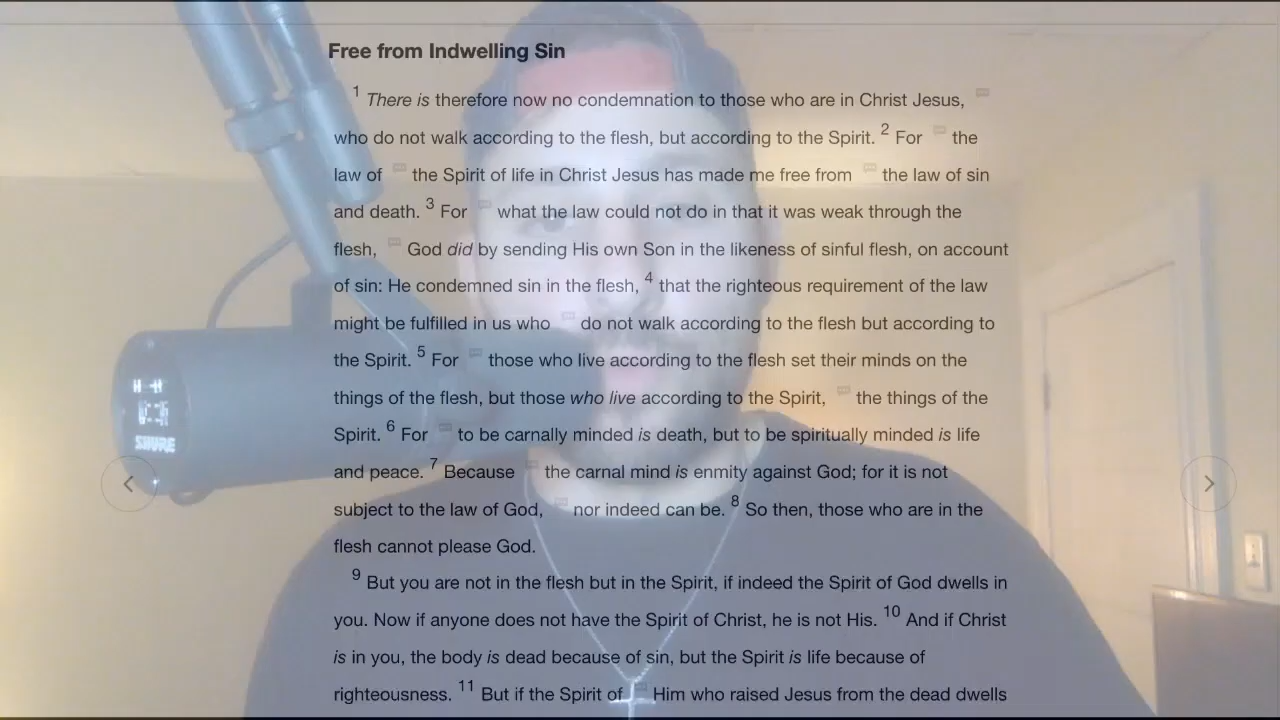 Free from Indwelling Sin
1 There is therefore now no condemnation to those who are in Christ Jesus,
who do not walk according to the flesh, but according to the Spirit. 2 For the
law of the Spirit of life in Christ Jesus has made me free from the law of sin
and death. 3 For what the law could not do in that it was weak through the
flesh, God did by sending His own Son in the likeness of sinful flesh, on account
of sin: He condemned sin in the flesh, 4 that the righteous requirement of the law
might be fulfilled in us who do not walk according to the flesh but according to
the Spirit. 5 For those who live according to the flesh set their minds on the
things of the flesh, but those who live according to the Spirit, the things of the
Spirit. 6 For to be carnally minded is death, but to be spiritually minded is life
and peace. 7 Because the carnal mind is enmity against God; for it is not
subject to the law of God, nor indeed can be. 8 So then, those who are in the
flesh cannot please God.
9 But you are not in the flesh but in the Spirit, if indeed the Spirit of God dwells in
you. Now if anyone does not have the Spirit of Christ, he is not His. 10 And if Christ
is in you, the body is dead because of sin, but the Spirit is life because of
righteousness. 11 But if the Spirit of Him who raised Jesus from the dead dwells
SHURE